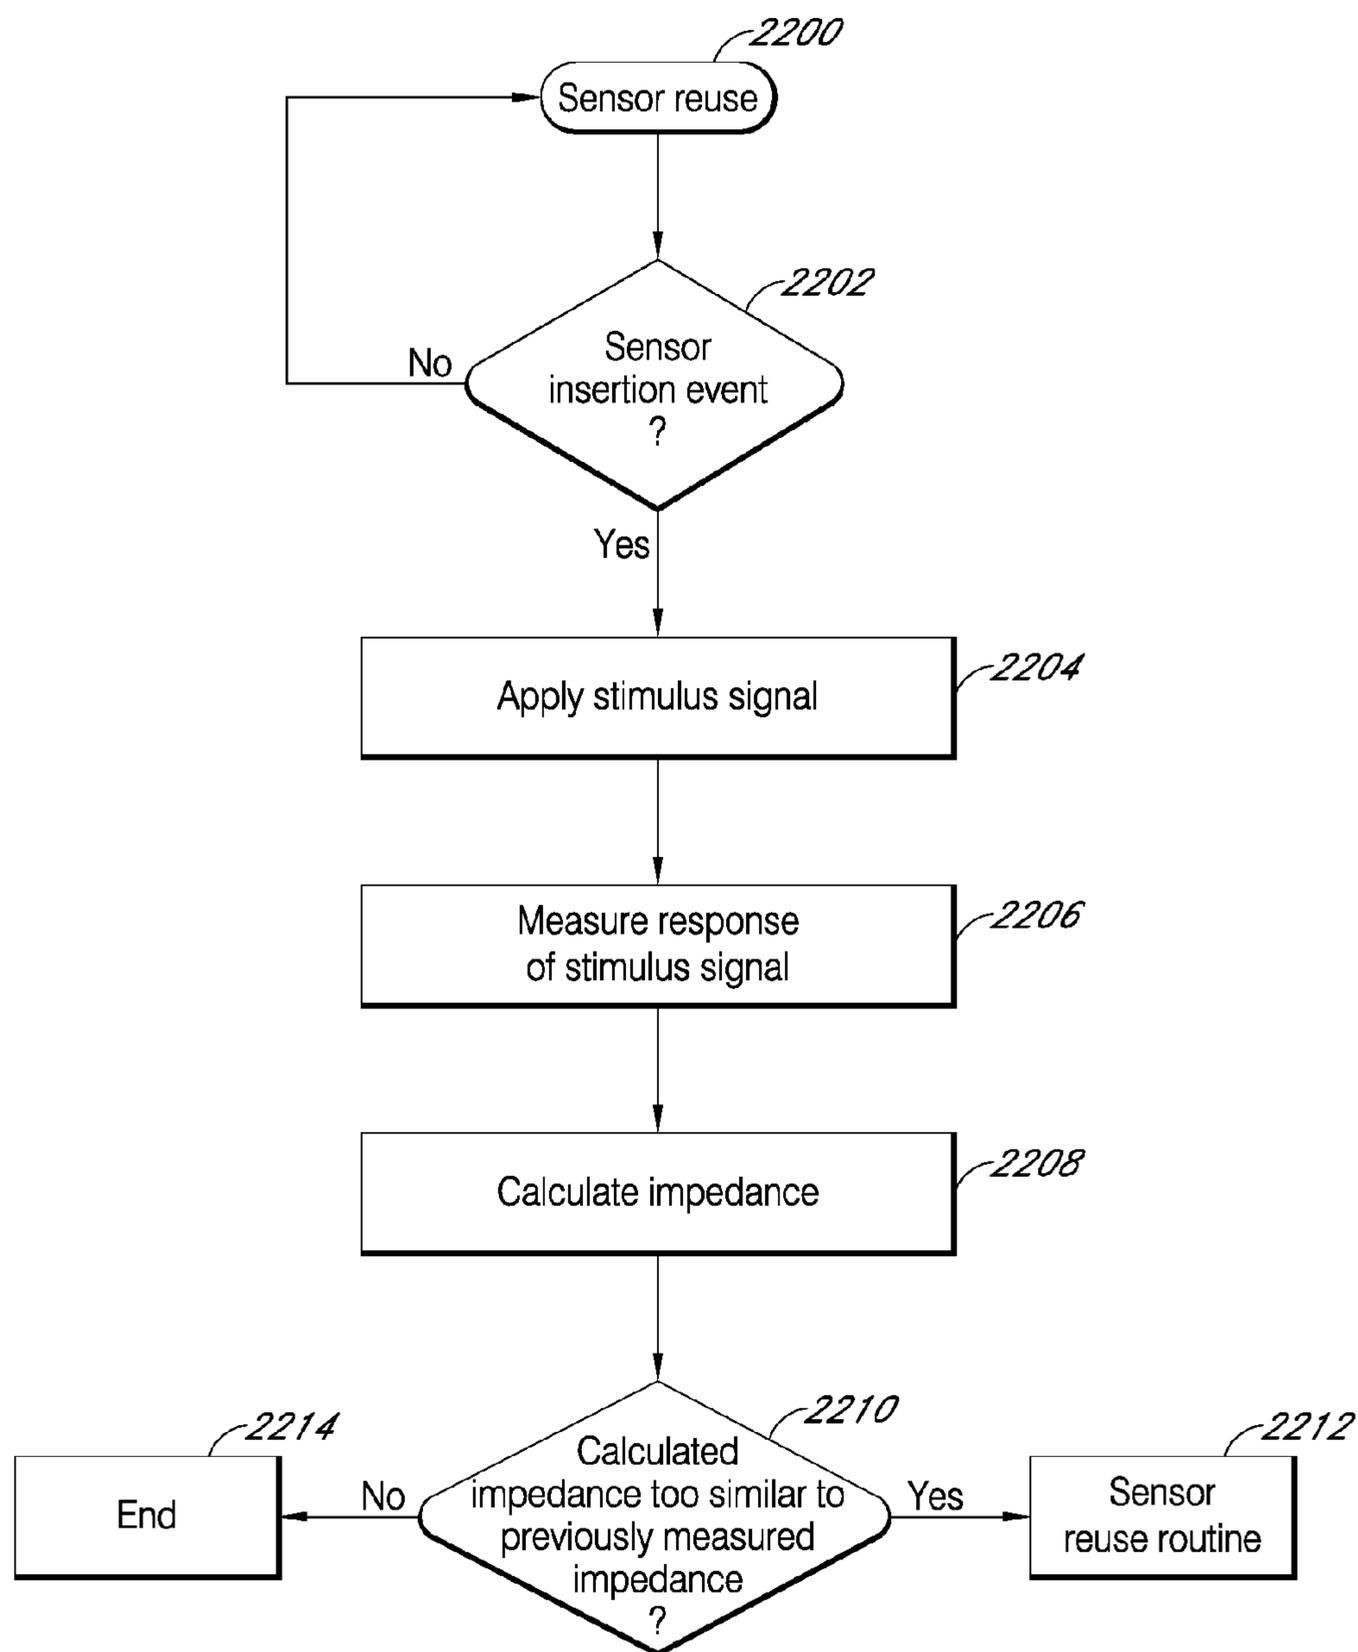 2200
Sensor reuse
2202
Sensor
insertion event
?
No
Yes
2204
Apply stimulus signal
2206
Measure response
of stimulus signal
2208
Calculate impedance
2210
Calculated
impedance too similar to
previously measured
impedance
?
No
2214
End
Yes
2212
Sensor
reuse routine